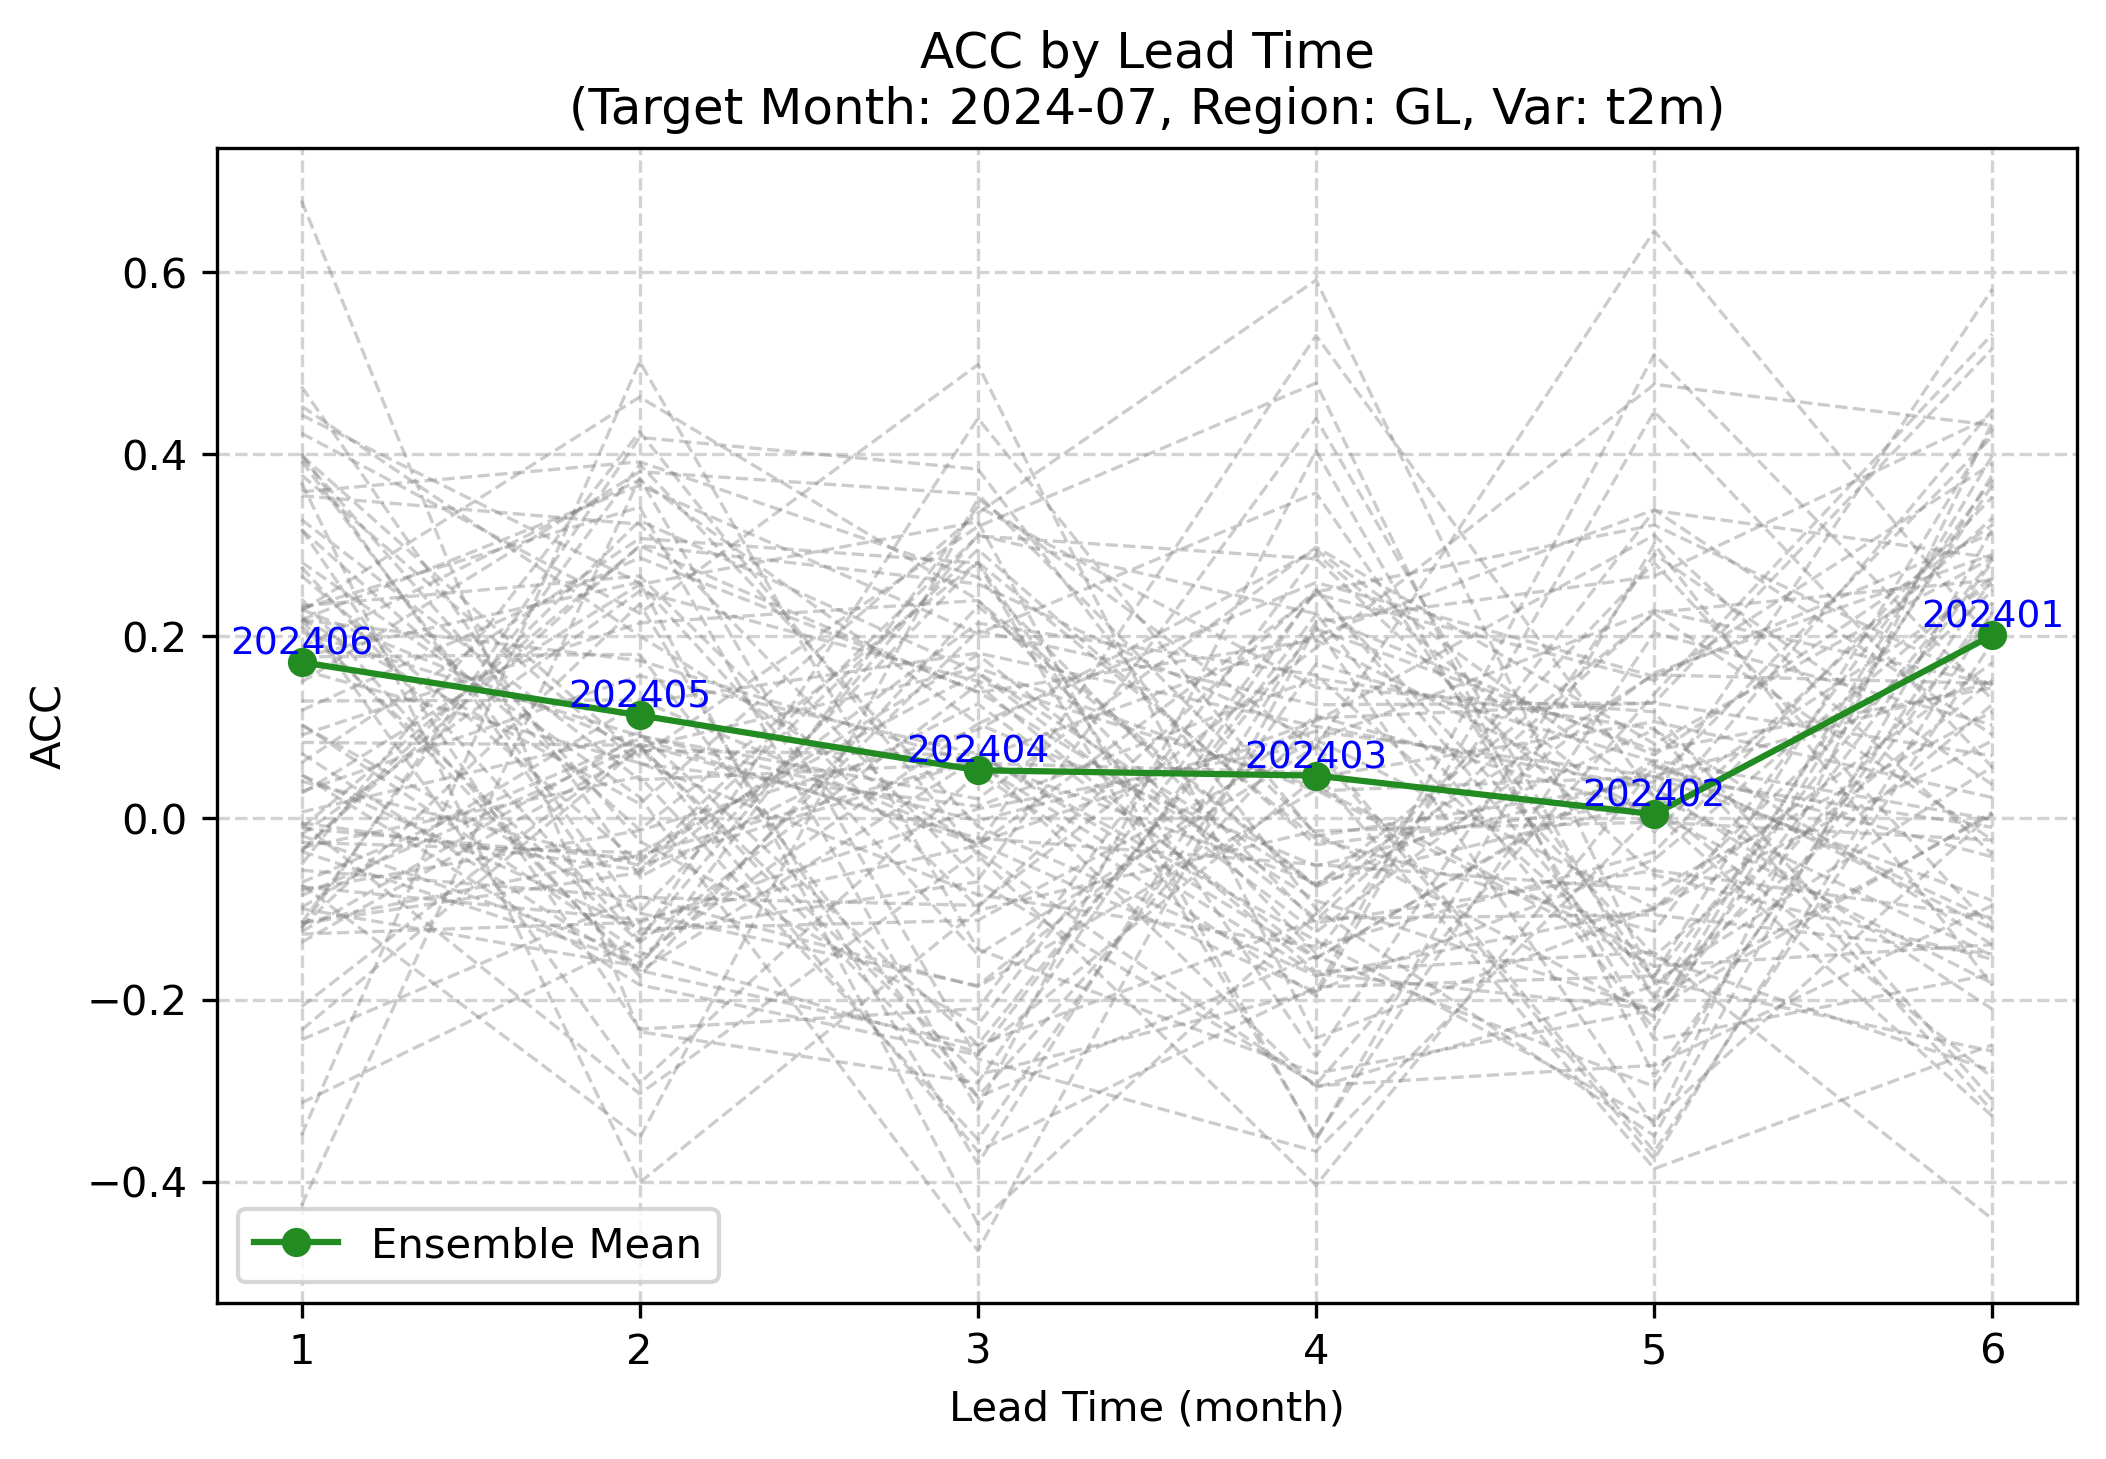 ACC by Lead Time
(Target Month: 2024-07, Region: GL, Var: t2m)
ACC
0.6
0.4
0.2
0.0
−0.2
−0.4
202406
202405
202404
202403
202402
202401
Ensemble Mean
1 2 3 4 5 6
Lead Time (month)